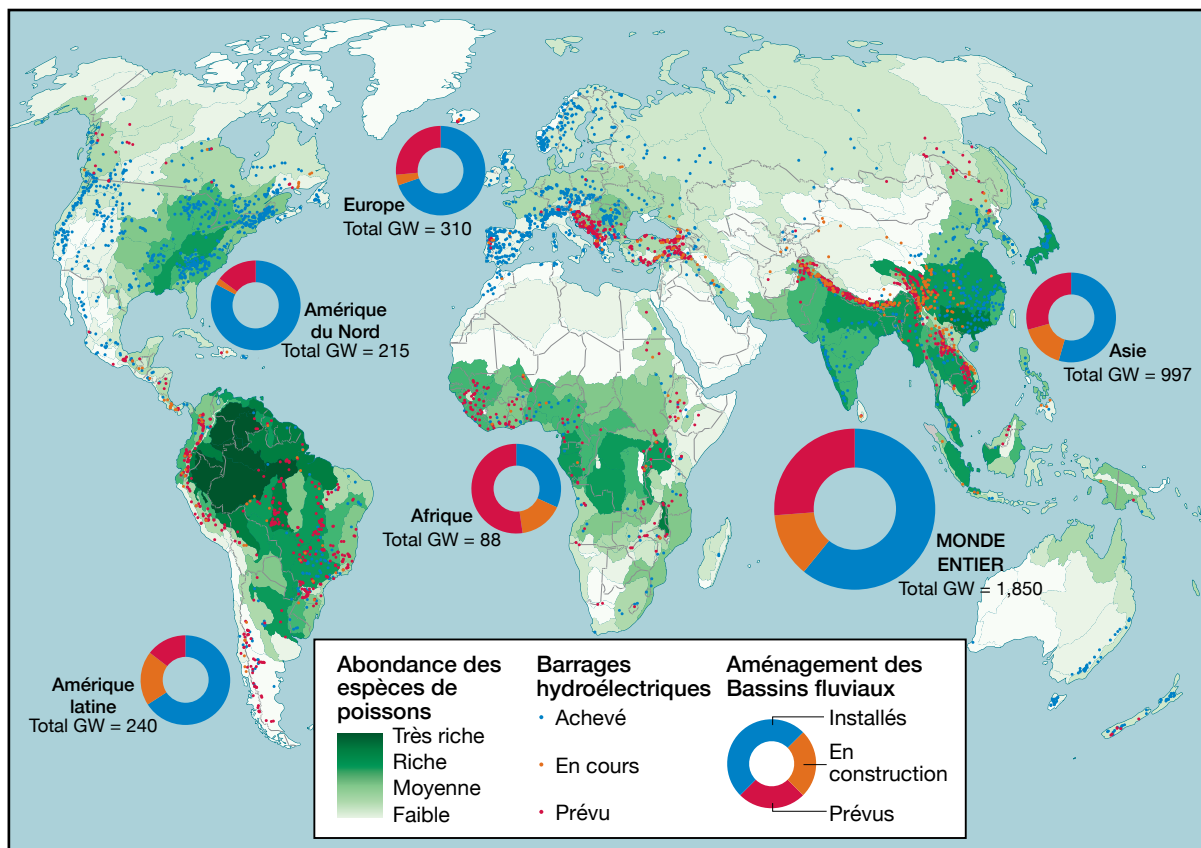 Europe
Total GW = 310
Amérique
du Nord
Total GW = 215
Asie
Total GW = 997
Afrique
Total GW = 88
MONDE
ENTIER
Total GW = 1,850
Amérique
latine
Total GW = 240
Abondance des
espèces de
poissons
Très riche
Riche
Moyenne
Faible
Barrages
hydroélectriques
Achevé
En cours
Prévu
Aménagement des
Bassins fluviaux
Installés
En
construction
Prévus